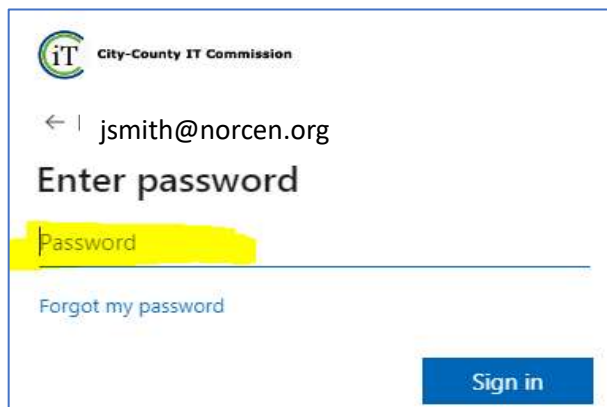 iT City-County IT Commission
jsmith@norcen.org
Enter password
Password
Forgot my password
Sign in